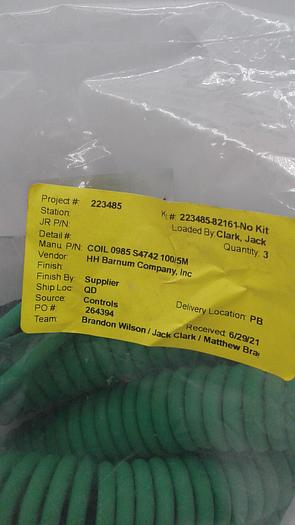 Project #: 223485 K #: 223485-82161-No Kit
Station: Loaded By: Clark, Jack
JR P/N: Quantity: 3
Detail #:
Manu. P/N: COIL 0985 S4742 100/5M
Vendor: HH Barnum Company, Inc
Finish:
Finish By: Supplier
Ship Loc: QD Delivery Location: PB
Source: Controls
PO #: 264394 Received: 6/29/21
Team: Brandon Wilson / Jack Clark / Matthew Bra